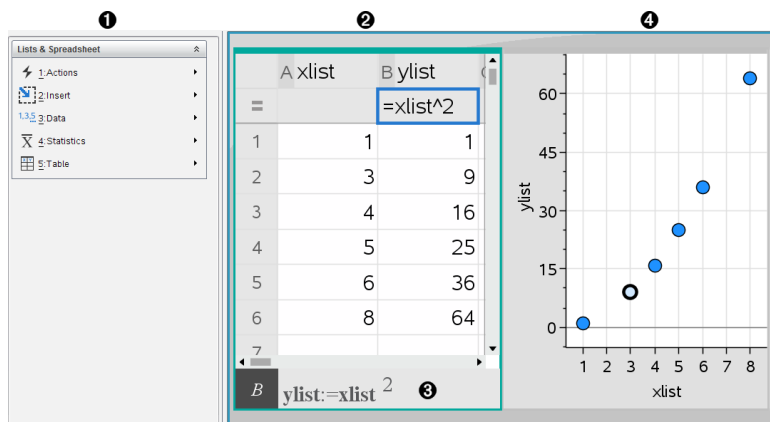 ❶ ❷ ❹
Lists & Spreadsheet
1:Actions
2:Insert
1,3,5 3:Data
X 4:Statistics
5:Table
A xlist B ylist
= =xlist^2
1 1 1
2 3 9
3 4 16
4 5 25
5 6 36
6 8 64
7
B ylist:=xlist 2 ❸
60
45
30
15
0
ylist
1 2 3 4 5 6 7 8
xlist